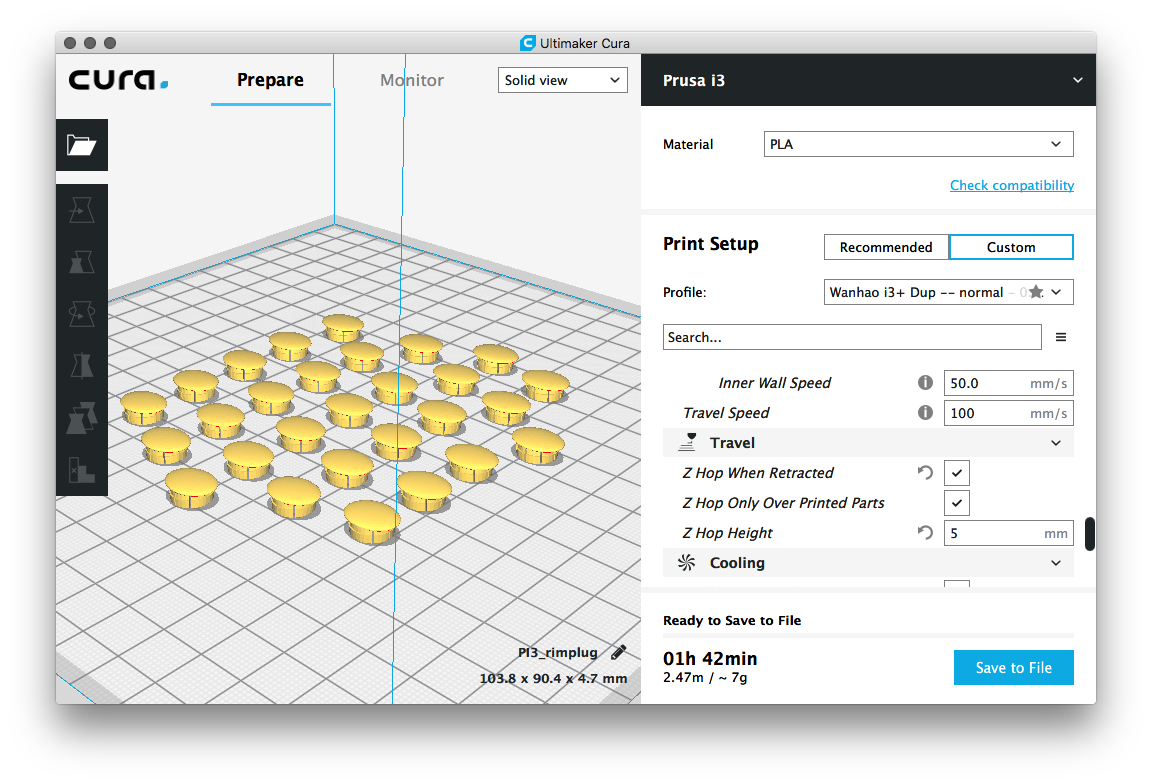 Ultimaker Cura
cura.
Prepare
Monitor
Solid view
Prusa i3
Material
PLA
Check compatibility
Print Setup
Recommended
Custom
Profile:
Wanhao i3+ Dup -- normal - 0
Search...
Inner Wall Speed
50.0 mm/s
Travel Speed
100 mm/s
Travel
Z Hop When Retracted
Z Hop Only Over Printed Parts
Z Hop Height
5 mm
Cooling
PI3_rimplug
103.8 x 90.4 x 4.7 mm
Ready to Save to File
01h 42min
2.47m / ~ 7g
Save to File